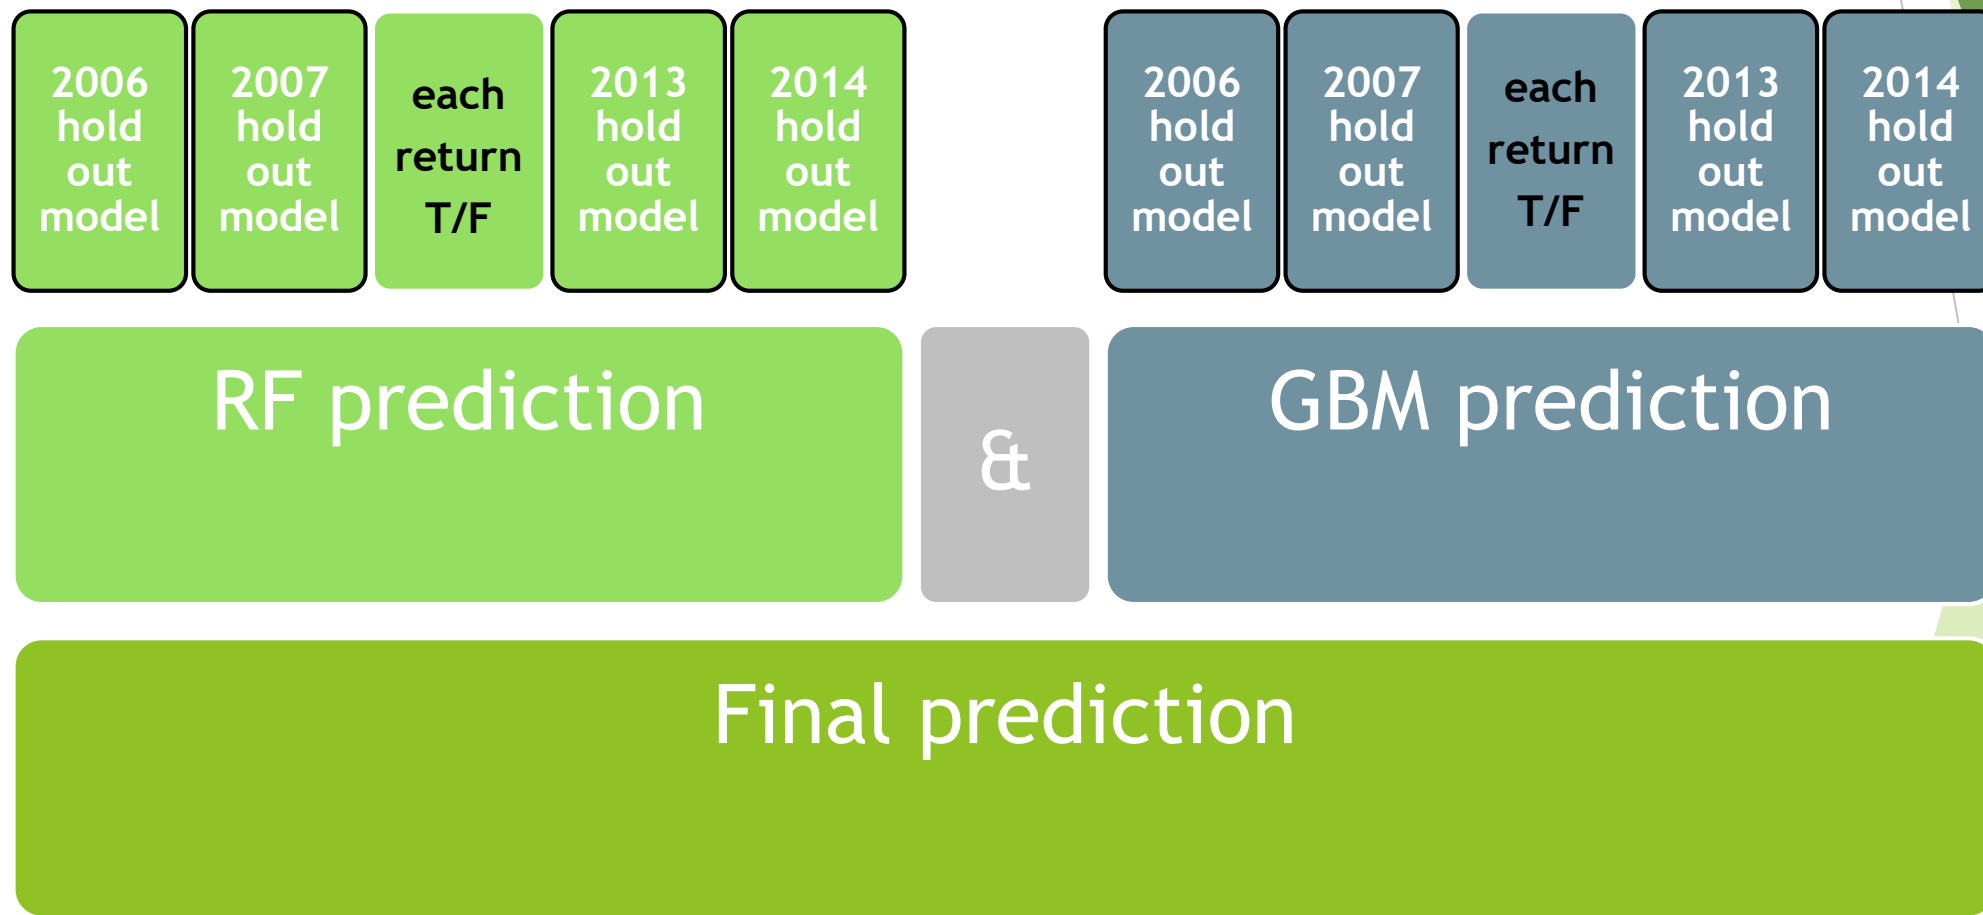 2006
hold
out
model
2007
hold
out
model
each
return
T/F
2013
hold
out
model
2014
hold
out
model
2006
hold
out
model
2007
hold
out
model
each
return
T/F
2013
hold
out
model
2014
hold
out
model
RF prediction
&
GBM prediction
Final prediction